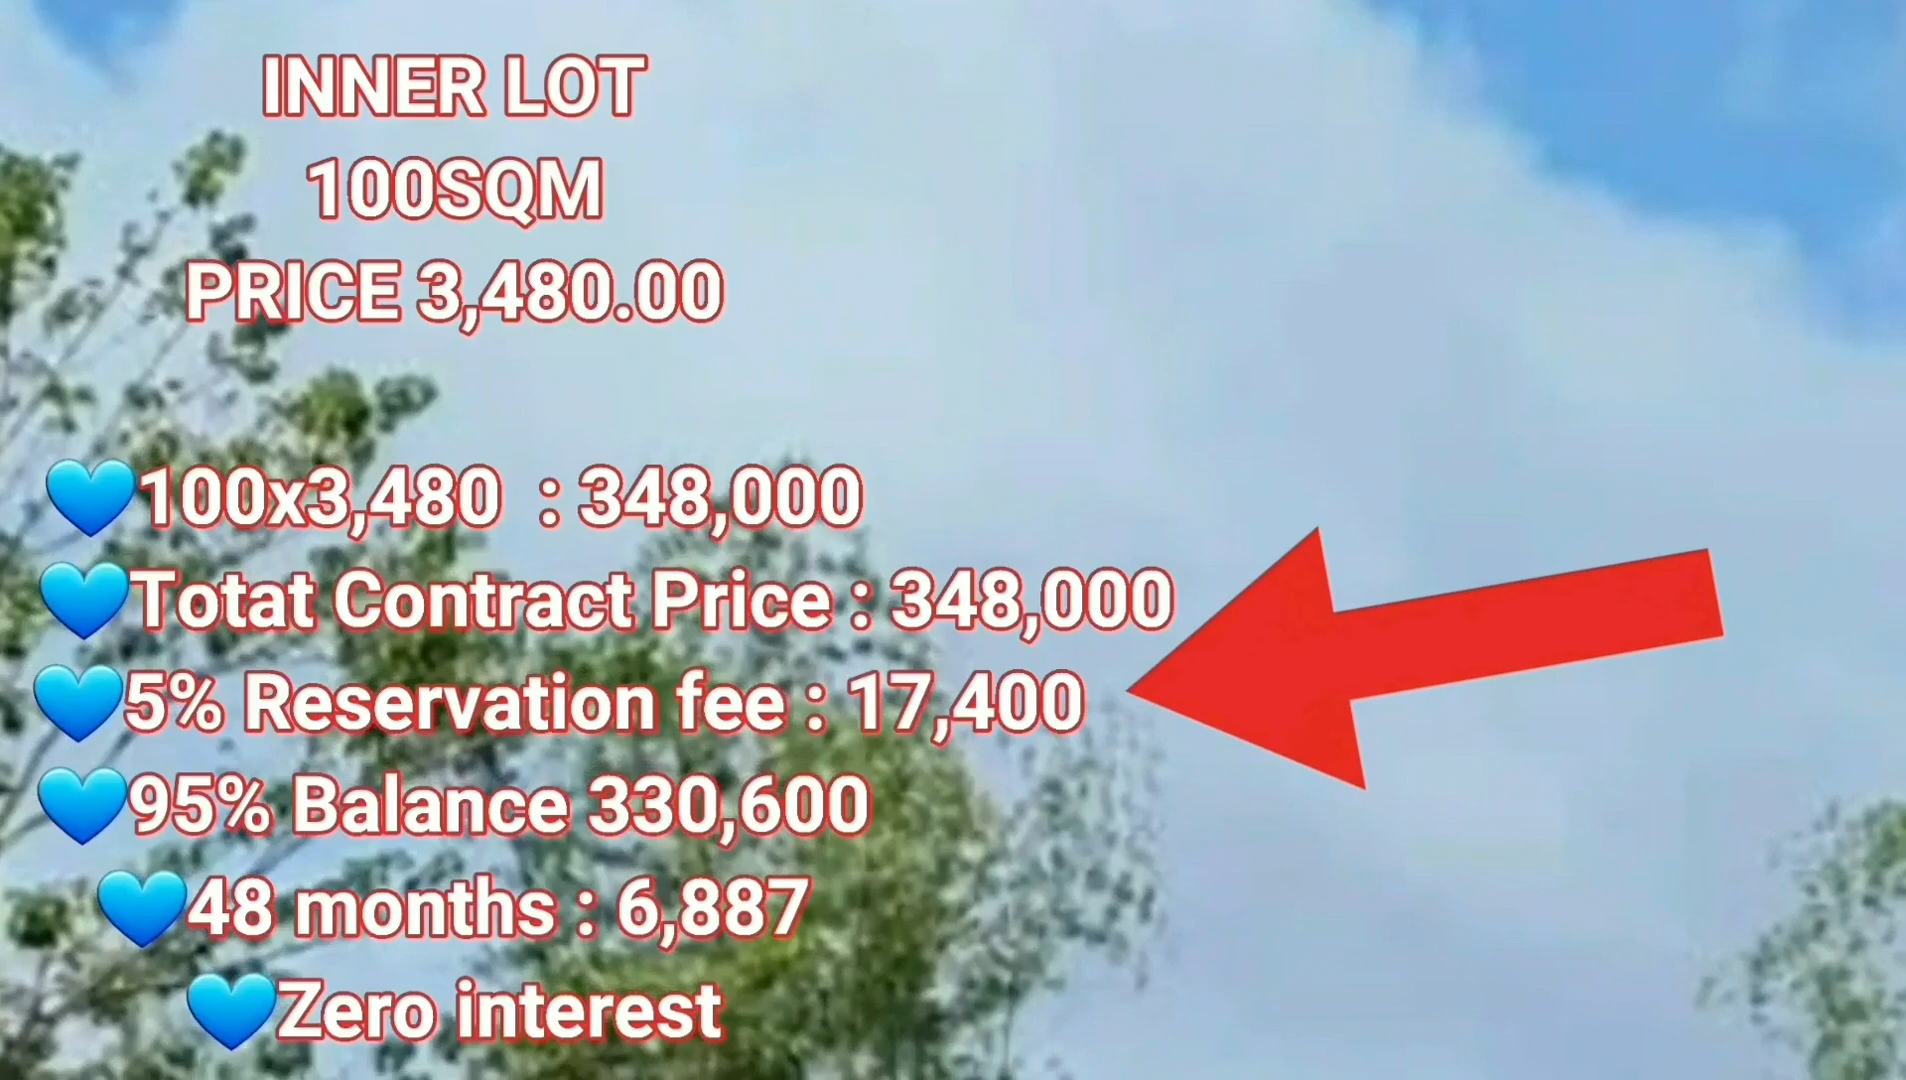 INNER LOT
100SQM
PRICE 3,480.00
💙100x3,480 : 348,000
💙Totat Contract Price : 348,000
💙5% Reservation fee : 17,400
💙95% Balance 330,600
💙48 months : 6,887
💙Zero interest